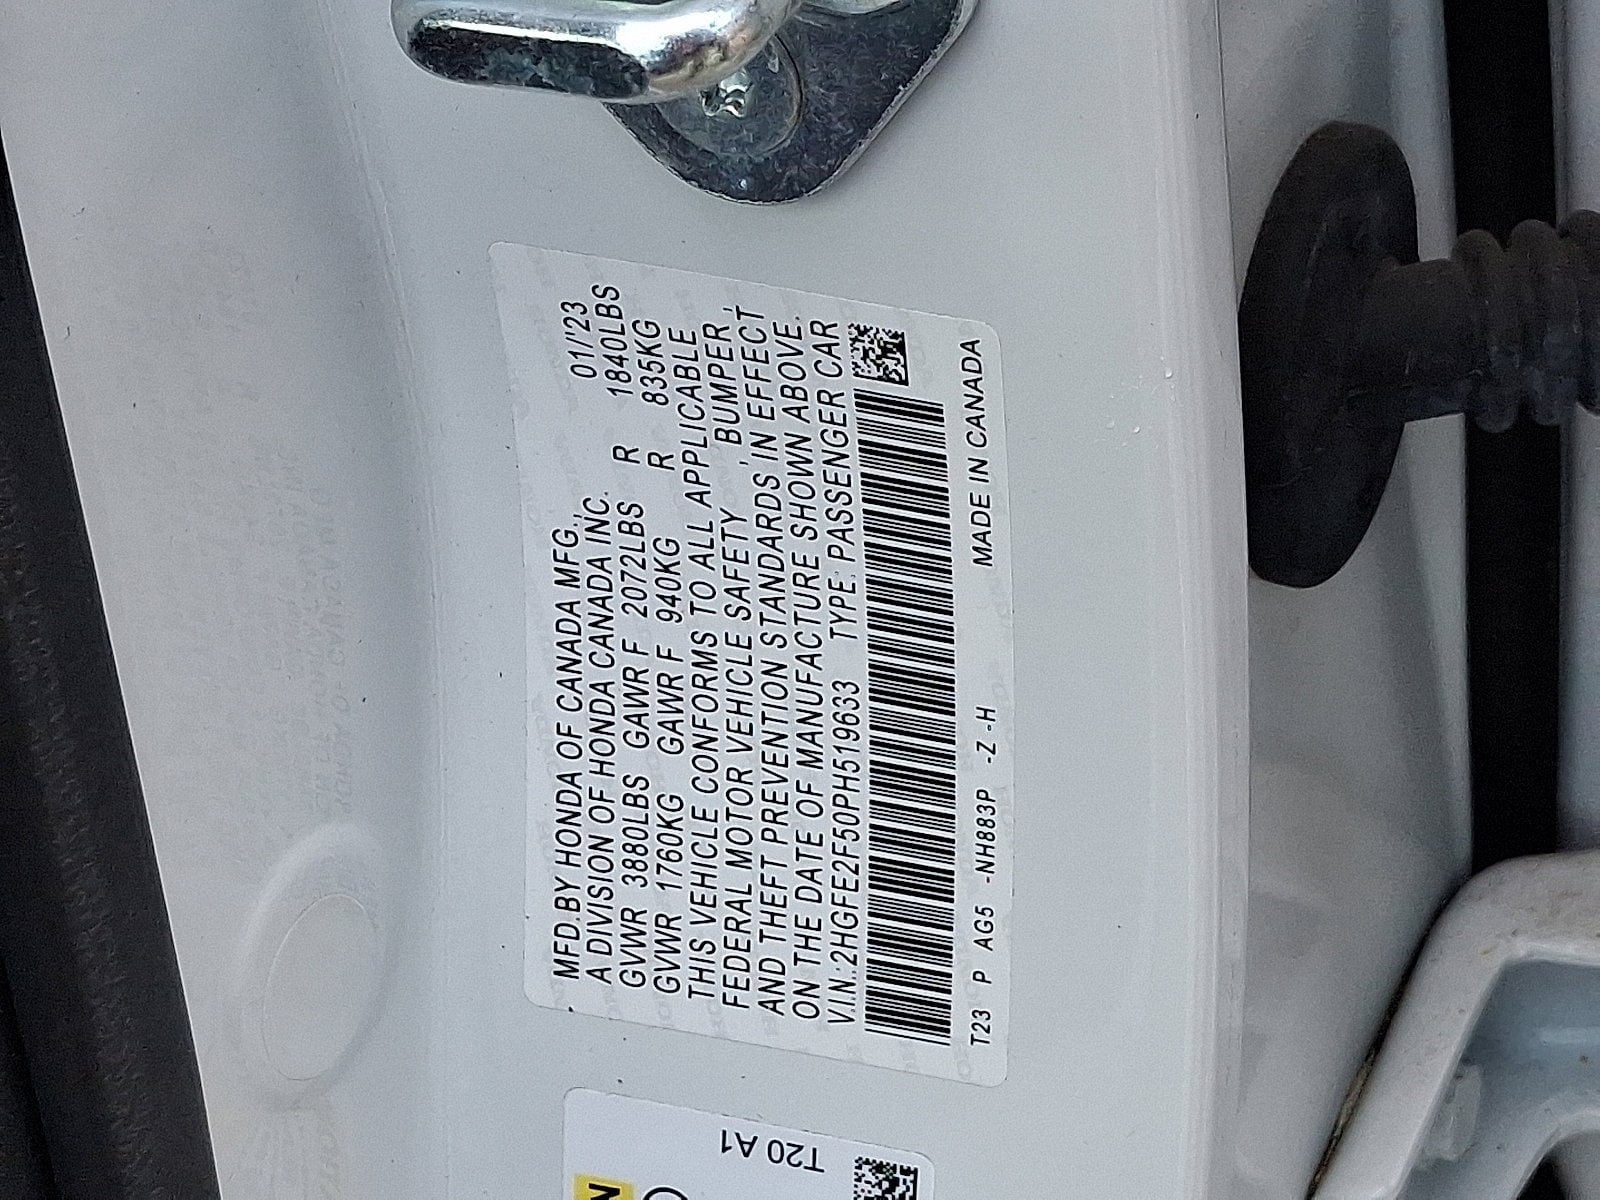 MFD.BY HONDA OF CANADA MFG., 01/'23
A DIVISION OF HONDA CANADA INC.
GVWR 3880LBS GAWR F 2072LBS R 1840LBS
GVWR 1760KG GAWR F 940KG R 835KG
THIS VEHICLE CONFORMS TO ALL APPLICABLE
FEDERAL MOTOR VEHICLE SAFETY, BUMPER,
AND THEFT PREVENTION STANDARDS IN EFFECT
ON THE DATE OF MANUFACTURE SHOWN ABOVE.
V.I.N.:2HGFE2F50PH519633 TYPE: PASSENGER CAR
T23 P AG5 -NH883P -Z -H MADE IN CANADA
T20 A1